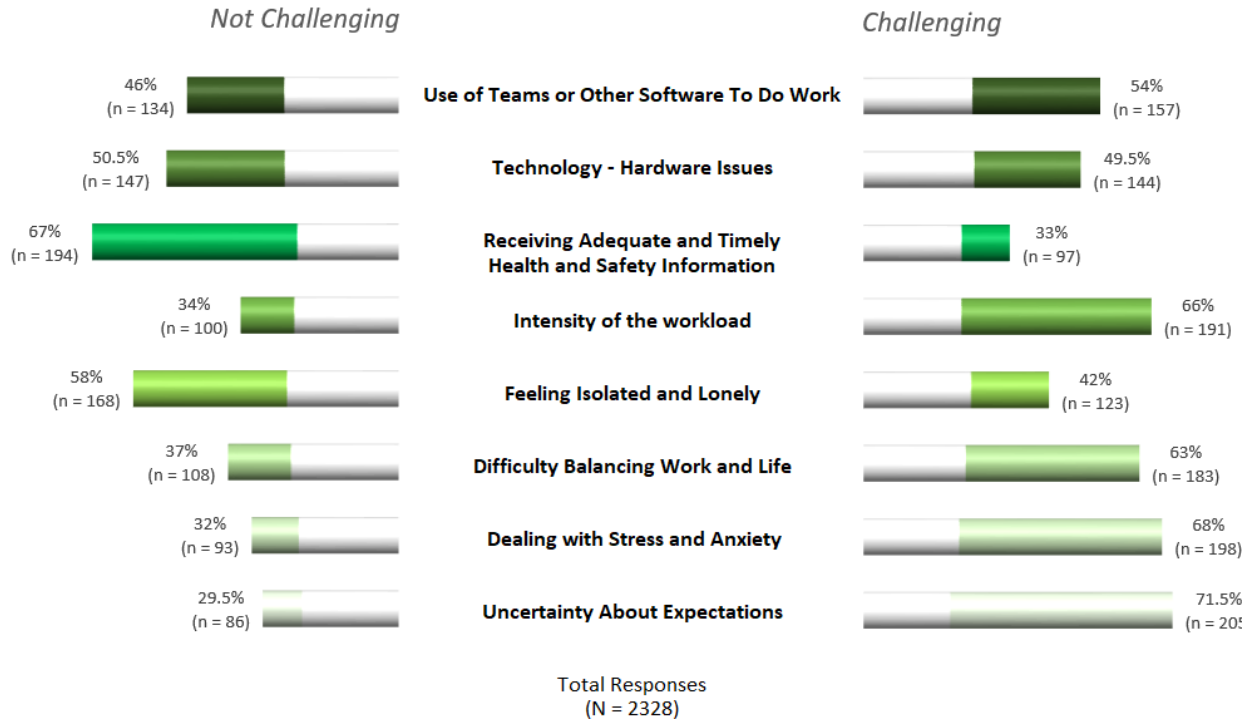 Not Challenging
Challenging
46%
(n = 134)
Use of Teams or Other Software To Do Work
54%
(n = 157)
50.5%
(n = 147)
Technology - Hardware Issues
49.5%
(n = 144)
67%
(n = 194)
Receiving Adequate and Timely
Health and Safety Information
33%
(n = 97)
34%
(n = 100)
Intensity of the workload
66%
(n = 191)
58%
(n = 168)
Feeling Isolated and Lonely
42%
(n = 123)
37%
(n = 108)
Difficulty Balancing Work and Life
63%
(n = 183)
32%
(n = 93)
Dealing with Stress and Anxiety
68%
(n = 198)
29.5%
(n = 86)
Uncertainty About Expectations
71.5%
(n = 205
Total Responses
(N = 2328)